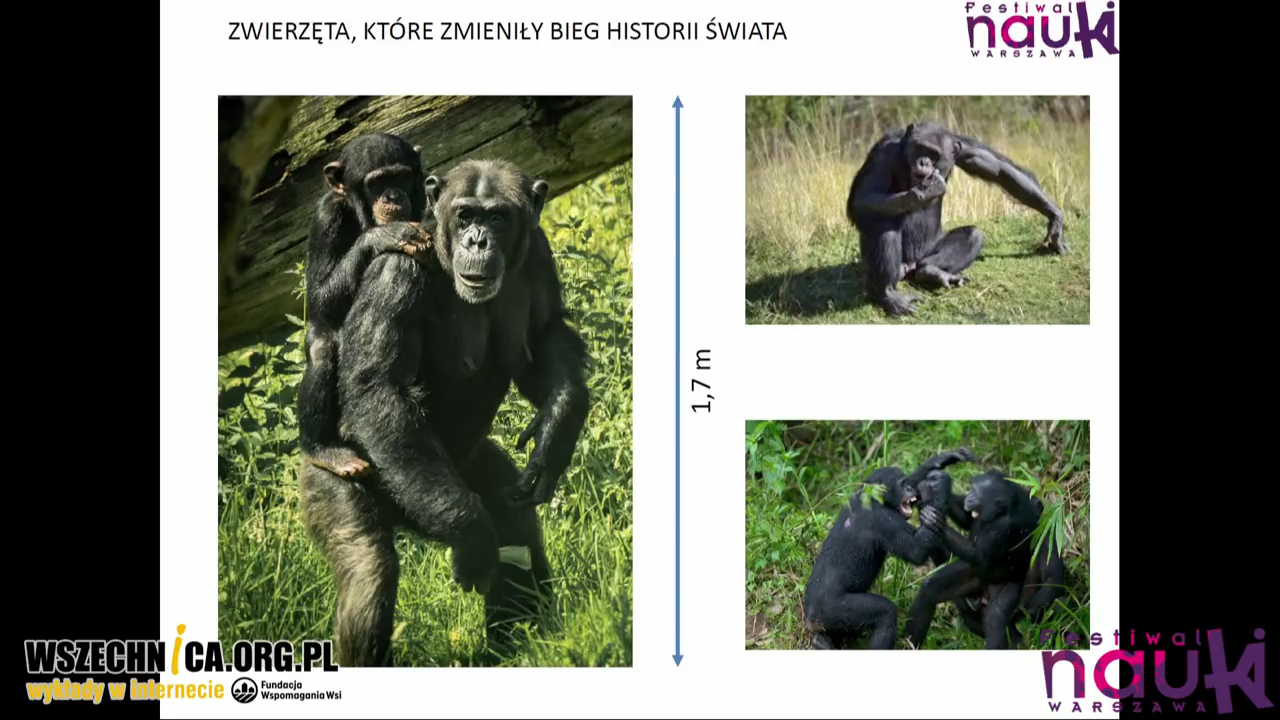 ZWIERZĘTA, KTÓRE ZMIENIŁY BIEG HISTORII ŚWIATA
Festiwal
nauki
WARSZAWA
1,7 m
WSZECHNICA.ORG.PL
wykłady w internecie
Fundacja
Wspomagania Wsi
Festiwal
nauki
WARSZAWA